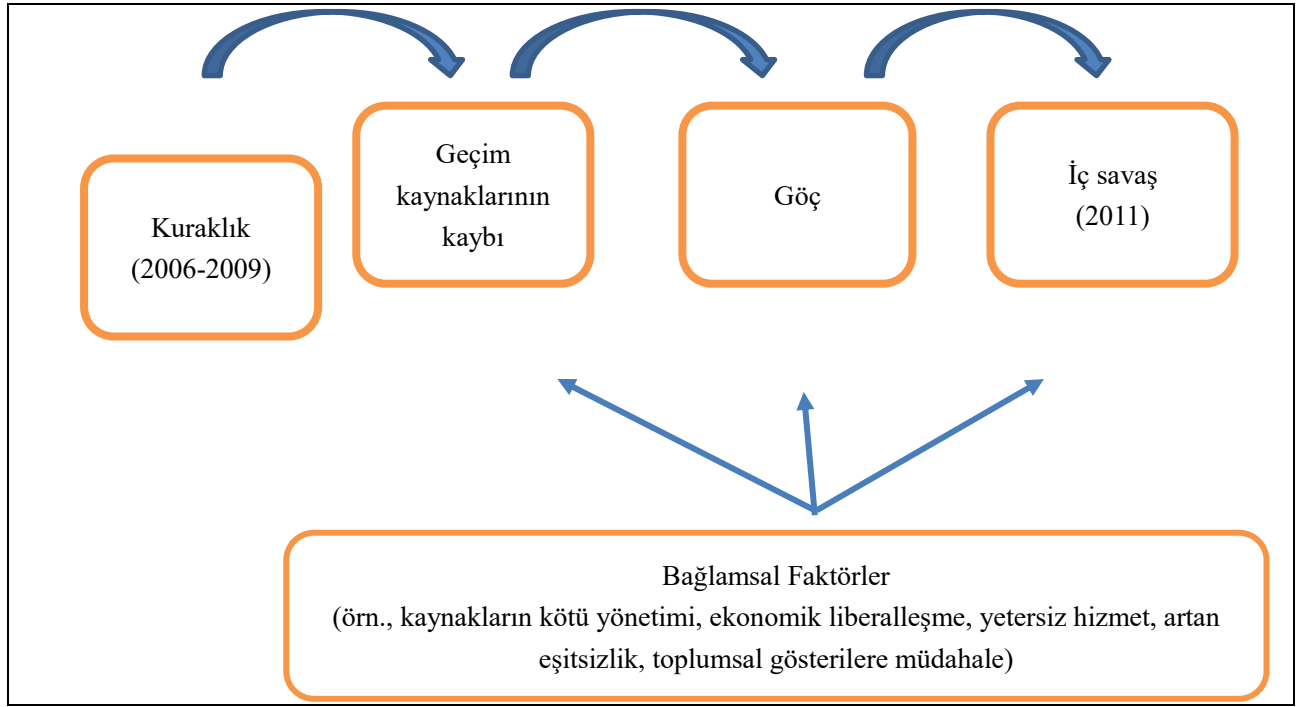 Kuraklık
(2006-2009)
Geçim
kaynaklarının
kaybı
Göç
İç savaş
(2011)
Bağlamsal Faktörler
(örn., kaynakların kötü yönetimi, ekonomik liberalleşme, yetersiz hizmet, artan
eşitsizlik, toplumsal gösterilere müdahale)